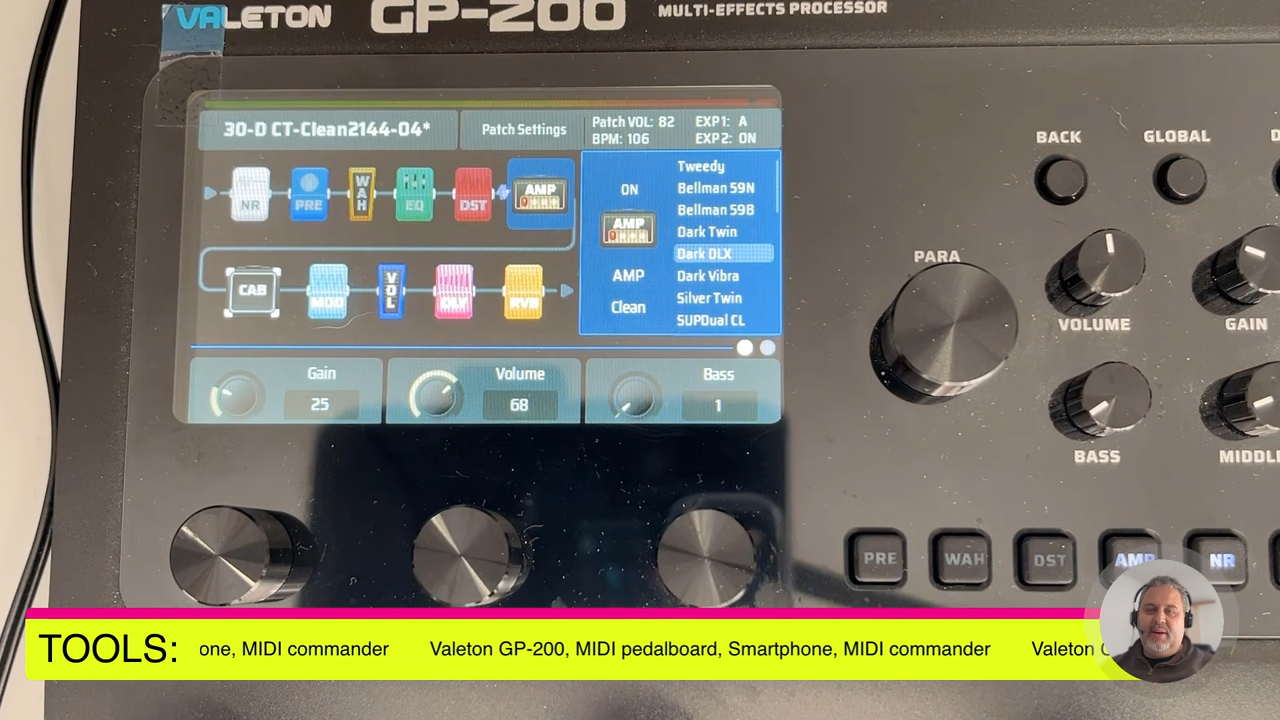 VALETON GP-200 MULTI-EFFECTS PROCESSOR
30-D CT-Clean2144-04*
Patch Settings
Patch VOL: 82 EXP1: A
BPM: 106 EXP2: ON
NR PRE WAH EQ DST AMP
CAB MOD VOL DLY RVB
ON
AMP
AMP
Clean
Tweedy
Bellman 59N
Bellman 59B
Dark Twin
Dark DLX
Dark Vibra
Silver Twin
SUPDual CL
Gain
25
Volume
68
Bass
1
BACK GLOBAL
PARA
VOLUME GAIN
BASS
PRE WAH DST AMP NR
TOOLS: one, MIDI commander Valeton GP-200, MIDI pedalboard, Smartphone, MIDI commander Valeton